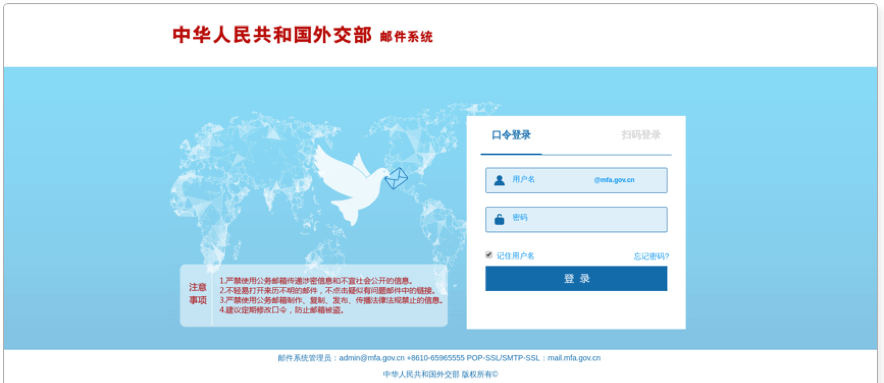 中华人民共和国外交部 邮件系统
口令登录 扫码登录
用户名 @mfa.gov.cn
密码
记住用户名 忘记密码?
登 录
注意事项
1.严禁使用公务邮箱传递涉密信息和不宜社会公开的信息。
2.不轻易打开来历不明的邮件，不点击疑似有问题邮件中的链接。
3.严禁使用公务邮箱制作、复制、发布、传播法律法规禁止的信息。
4.建议定期修改口令，防止邮箱被盗。
邮件系统管理员：admin@mfa.gov.cn +8610-65965555 POP-SSL/SMTP-SSL：mail.mfa.gov.cn
中华人民共和国外交部 版权所有©